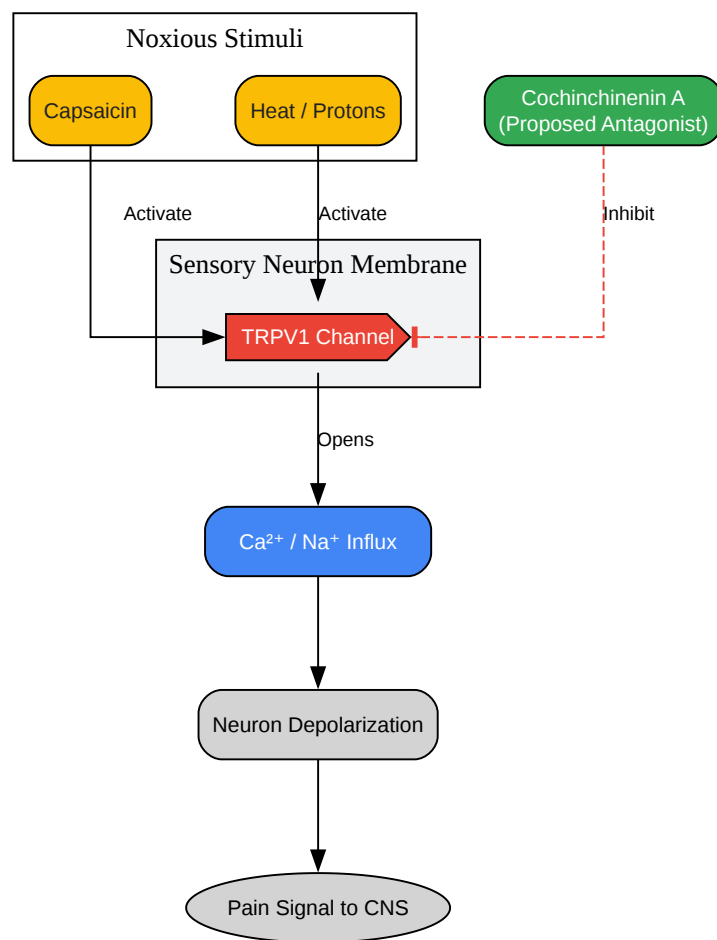 Noxious Stimuli
Capsaicin
Heat / Protons
Cochinchinenin A
(Proposed Antagonist)
Activate
Activate
Inhibit
Sensory Neuron Membrane
TRPV1 Channel
Opens
Ca²⁺ / Na⁺ Influx
Neuron Depolarization
Pain Signal to CNS